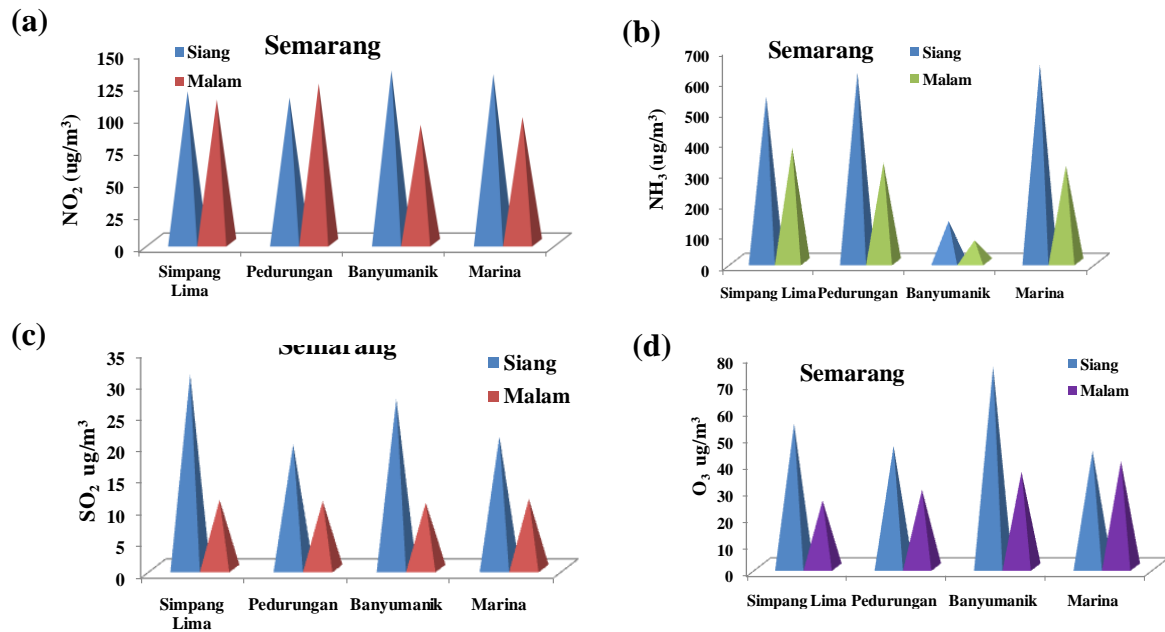 (a)
Semarang
Siang
Malam
NO₂ (ug/m³)
150
125
100
75
50
25
0
Simpang Lima
Pedurungan
Banyumanik
Marina
(b)
Semarang
Siang
Malam
NH₃ (ug/m³)
700
600
500
400
300
200
100
0
Simpang Lima
Pedurungan
Banyumanik
Marina
(c)
Semarang
Siang
Malam
SO₂ ug/m³
35
30
25
20
15
10
5
0
Simpang Lima
Pedurungan
Banyumanik
Marina
(d)
Semarang
Siang
Malam
O₃ ug/m³
80
70
60
50
40
30
20
10
0
Simpang Lima
Pedurungan
Banyumanik
Marina